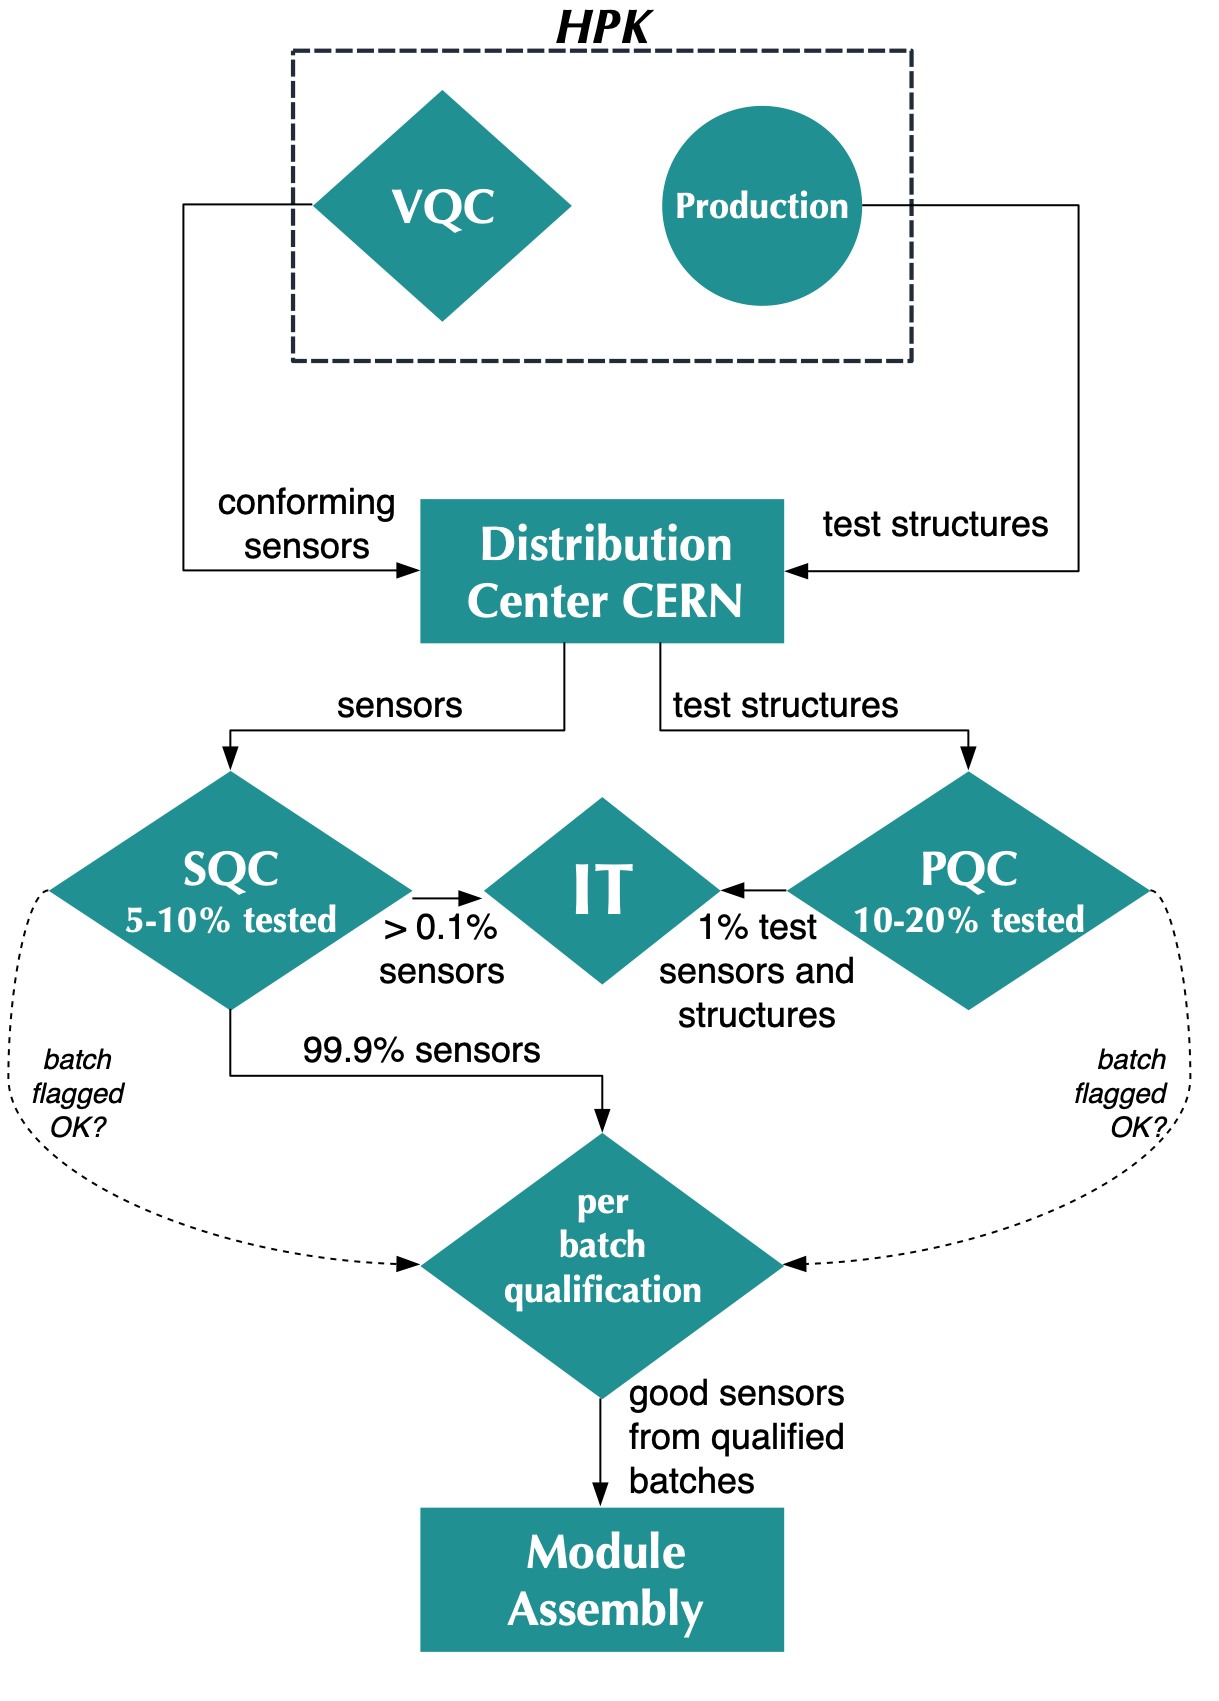 HPK
VQC
Production
conforming
sensors
Distribution
Center CERN
test structures
sensors
test structures
SQC
5-10% tested
IT
PQC
10-20% tested
> 0.1%
sensors
1% test
sensors and
structures
99.9% sensors
batch
flagged
OK?
batch
flagged
OK?
per
batch
qualification
good sensors
from qualified
batches
Module
Assembly